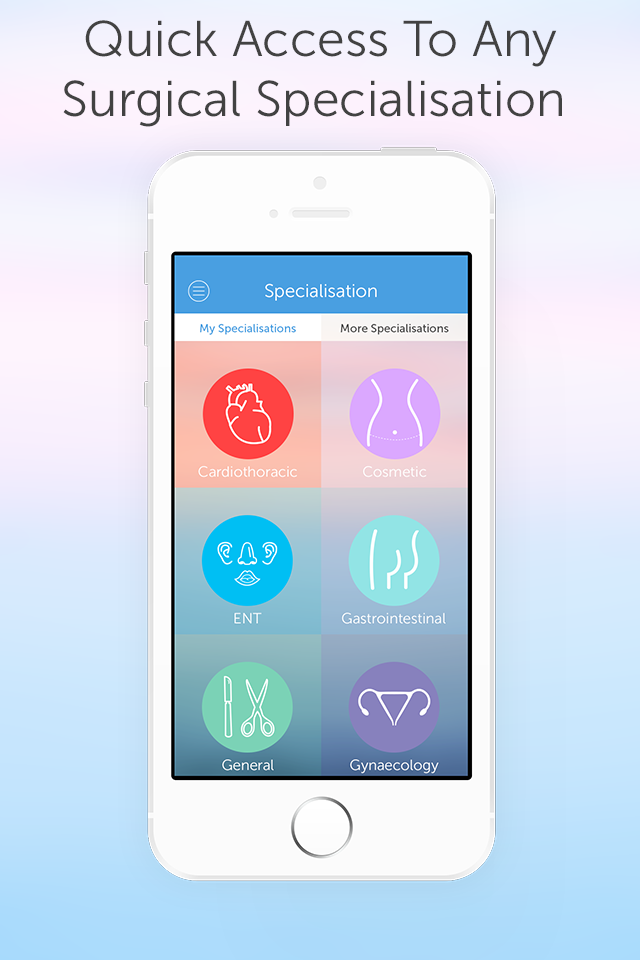 Quick Access To Any
Surgical Specialisation
Specialisation
My Specialisations
More Specialisations
Cardiothoracic
Cosmetic
ENT
Gastrointestinal
General
Gynaecology